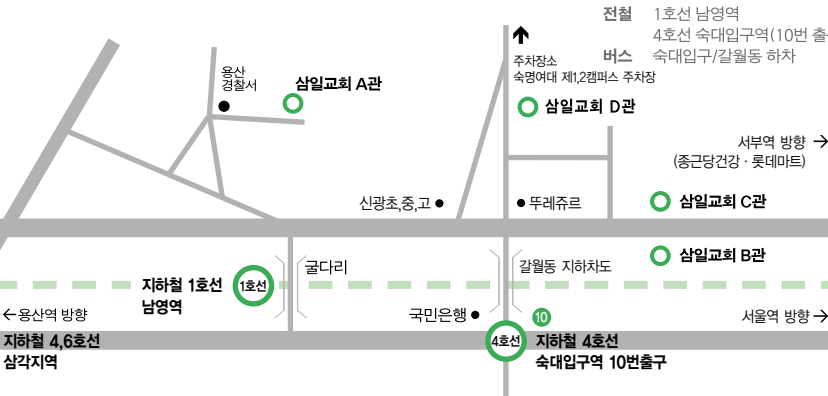 전철 1호선 남영역
4호선 숙대입구역(10번 출
버스 숙대입구/갈월동 하차
주차장소
숙명여대 제1,2캠퍼스 주차장
용산
경찰서
삼일교회 A관
삼일교회 D관
서부역 방향
(종근당건강 · 롯데마트)
신광초,중,고
뚜레쥬르
삼일교회 C관
삼일교회 B관
굴다리
갈월동 지하차도
지하철 1호선
남영역
1호선
용산역 방향
국민은행
10
서울역 방향
지하철 4,6호선
삼각지역
4호선
지하철 4호선
숙대입구역 10번출구